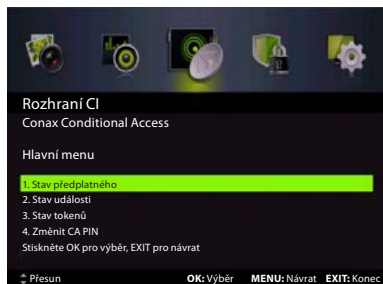 Rozhraní CI
Conax Conditional Access
Hlavní menu
1. Stav předplatného
2. Stav události
3. Stav tokenů
4. Změnit CA PIN
Stiskněte OK pro výběr, EXIT pro návrat
Přesun OK: Výběr MENU: Návrat EXIT: Konec